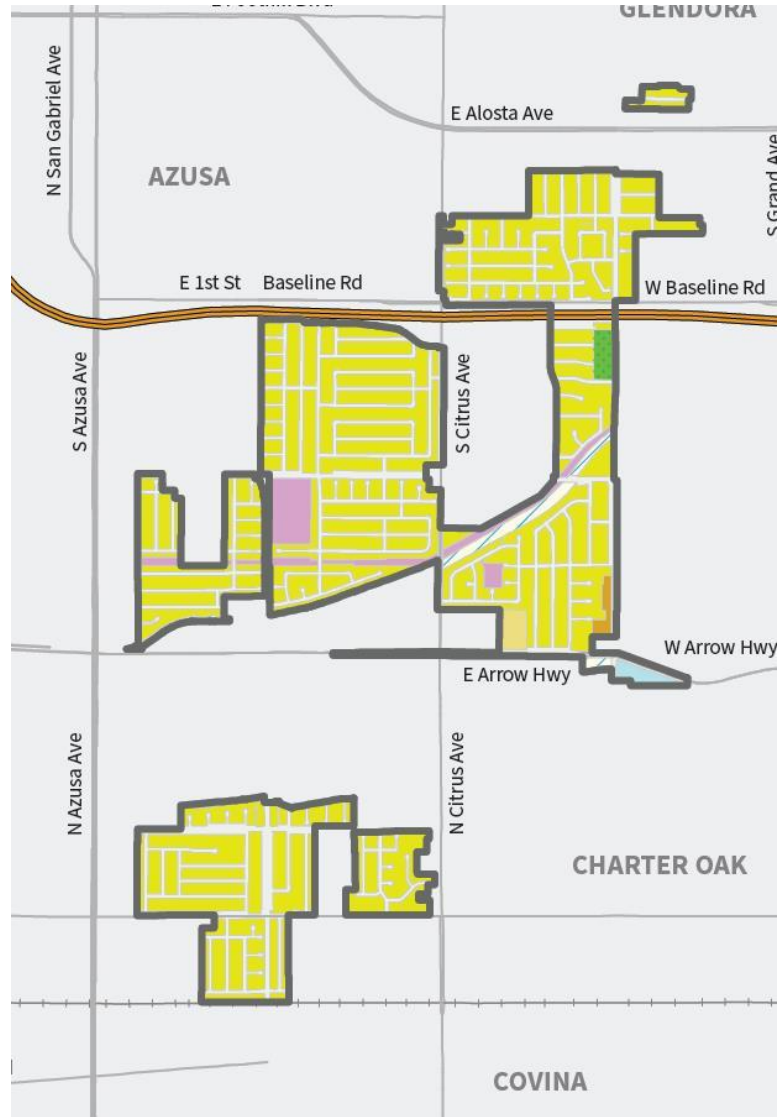 GLENDORA
N San Gabriel Ave
E Alosta Ave
S Grand Ave
AZUSA
E 1st St
Baseline Rd
W Baseline Rd
S Azusa Ave
S Citrus Ave
W Arrow Hwy
E Arrow Hwy
N Azusa Ave
N Citrus Ave
CHARTER OAK
COVINA